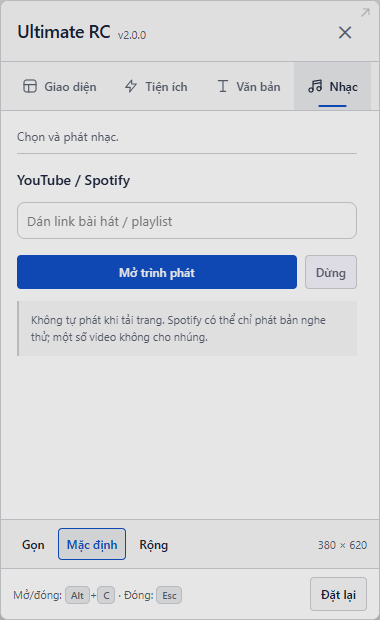 Ultimate RC v2.0.0
Giao diện Tiện ích Văn bản Nhạc
Chọn và phát nhạc.
YouTube / Spotify
Dán link bài hát / playlist
Mở trình phát Dừng
Không tự phát khi tải trang. Spotify có thể chỉ phát bản nghe
thử; một số video không cho nhúng.
Gọn Mặc định Rộng 380 × 620
Mở/đóng: Alt + C · Đóng: Esc Đặt lại